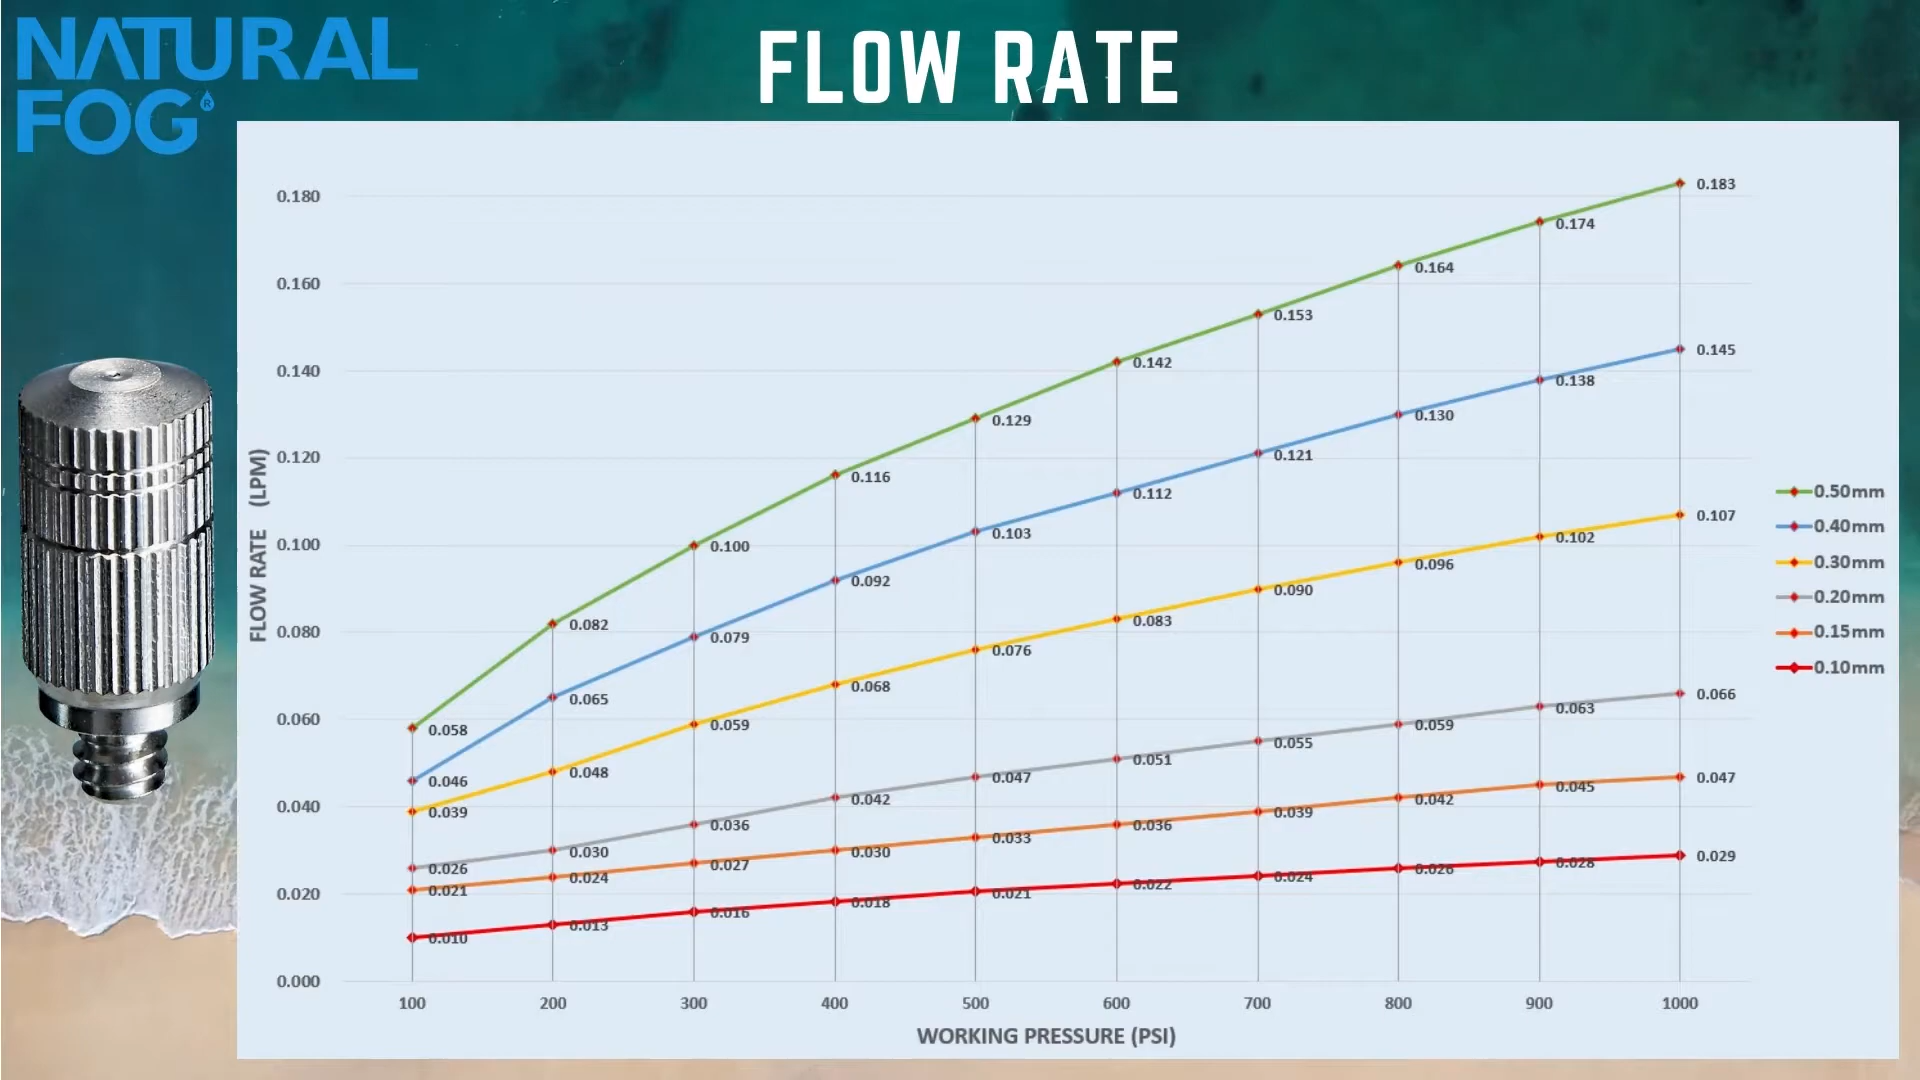 NATURAL
FOG®
FLOW RATE
FLOW RATE (LPM)
0.180
0.160
0.140
0.120
0.100
0.080
0.060
0.040
0.020
0.000
0.058 0.082 0.100 0.116 0.129 0.142 0.153 0.164 0.174 0.183
0.046 0.065 0.079 0.092 0.103 0.112 0.121 0.130 0.138 0.145
0.039 0.048 0.059 0.068 0.076 0.083 0.090 0.096 0.102 0.107
0.026 0.030 0.036 0.042 0.047 0.051 0.055 0.059 0.063 0.066
0.021 0.024 0.027 0.030 0.033 0.036 0.039 0.042 0.045 0.047
0.010 0.013 0.016 0.018 0.021 0.022 0.024 0.026 0.028 0.029
100 200 300 400 500 600 700 800 900 1000
WORKING PRESSURE (PSI)
0.50mm
0.40mm
0.30mm
0.20mm
0.15mm
0.10mm